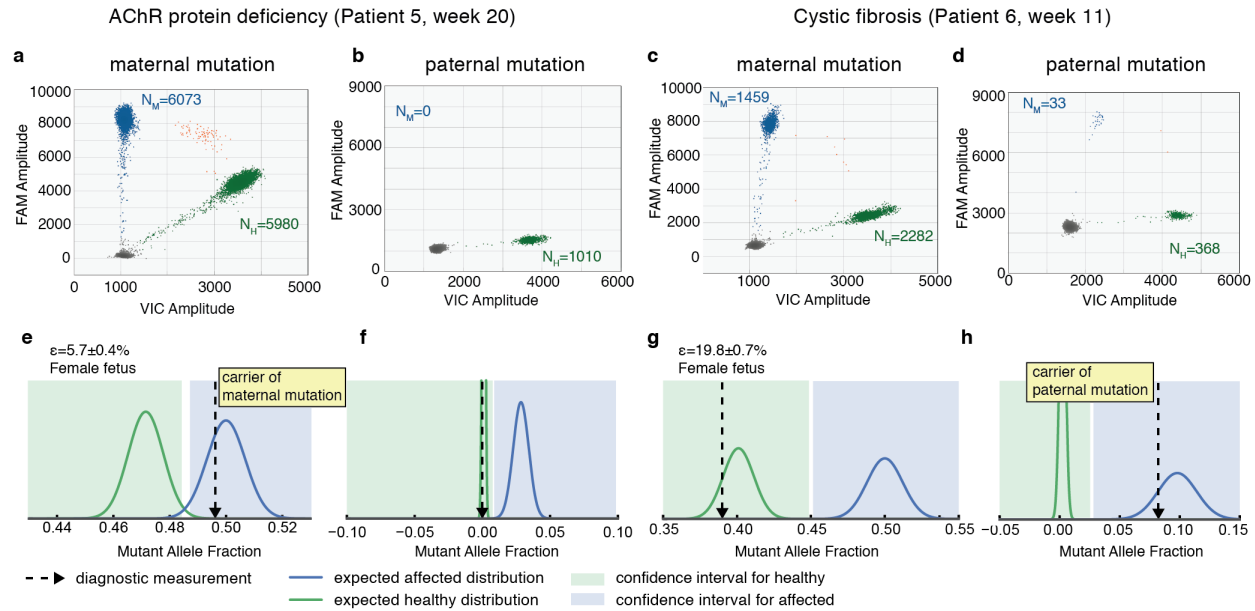 AChR protein deficiency (Patient 5, week 20)
Cystic fibrosis (Patient 6, week 11)
a
maternal mutation
FAM Amplitude
10000
8000
6000
4000
2000
0
N_M=6073
N_H=5980
0 1000 3000 5000
VIC Amplitude
b
paternal mutation
FAM Amplitude
9000
6000
3000
0
N_M=0
N_H=1010
0 2000 4000 6000
VIC Amplitude
c
maternal mutation
FAM Amplitude
10000
8000
6000
4000
2000
0
N_M=1459
N_H=2282
1000 3000 5000
VIC Amplitude
d
paternal mutation
FAM Amplitude
9000
6000
3000
0
N_M=33
N_H=368
0 2000 4000 6000
VIC Amplitude
e
ε=5.7±0.4%
Female fetus
carrier of
maternal mutation
0.44 0.46 0.48 0.50 0.52
Mutant Allele Fraction
f
−0.10 −0.05 0.00 0.05 0.10
Mutant Allele Fraction
g
ε=19.8±0.7%
Female fetus
0.35 0.40 0.45 0.50 0.55
Mutant Allele Fraction
h
carrier of
paternal mutation
−0.05 0.00 0.05 0.10 0.15
Mutant Allele Fraction
diagnostic measurement
expected affected distribution
expected healthy distribution
confidence interval for healthy
confidence interval for affected